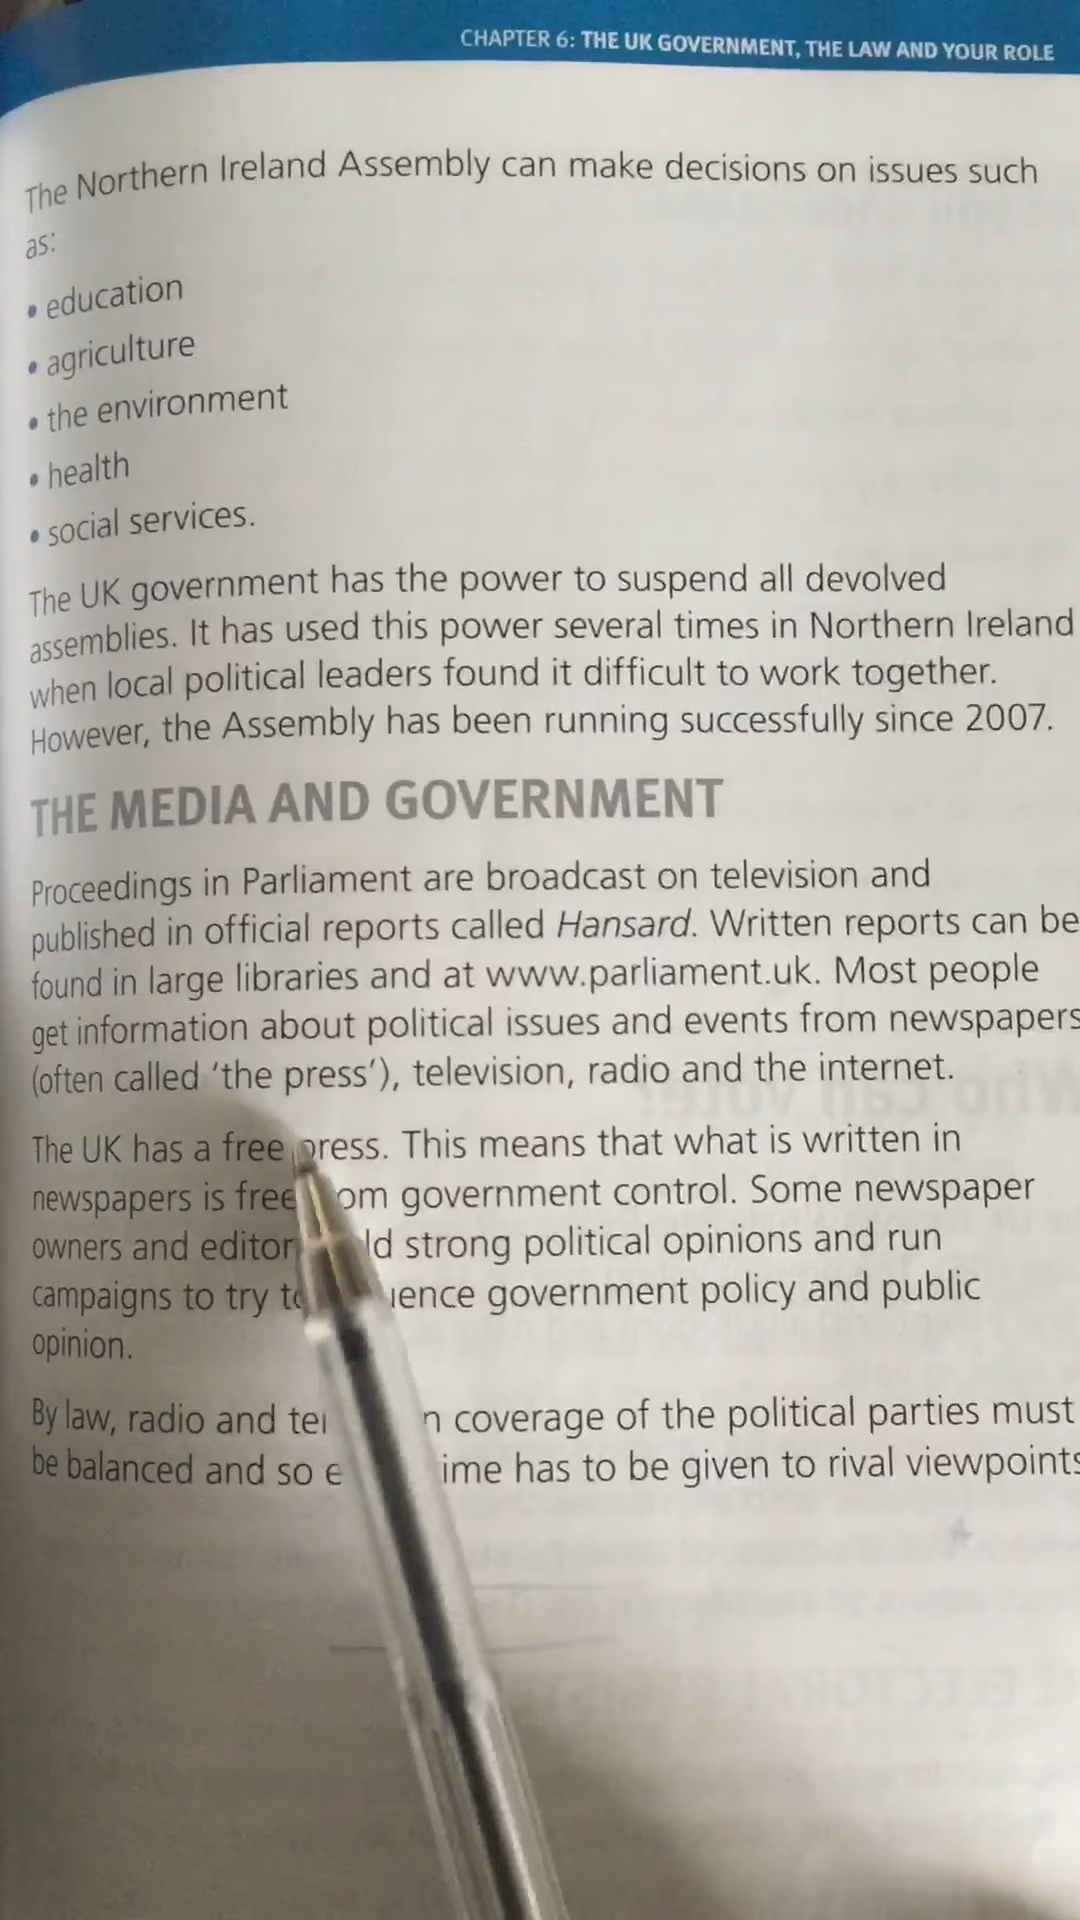 CHAPTER 6: THE UK GOVERNMENT, THE LAW AND YOUR ROLE
The Northern Ireland Assembly can make decisions on issues such
as:
• education
• agriculture
• the environment
• health
• social services.
The UK government has the power to suspend all devolved
assemblies. It has used this power several times in Northern Ireland
when local political leaders found it difficult to work together.
However, the Assembly has been running successfully since 2007.
THE MEDIA AND GOVERNMENT
Proceedings in Parliament are broadcast on television and
published in official reports called Hansard. Written reports can be
found in large libraries and at www.parliament.uk. Most people
get information about political issues and events from newspapers
(often called ‘the press’), television, radio and the internet.
The UK has a free press. This means that what is written in
newspapers is free from government control. Some newspaper
owners and editors hold strong political opinions and run
campaigns to try to influence government policy and public
opinion.
By law, radio and television coverage of the political parties must
be balanced and so equal time has to be given to rival viewpoints